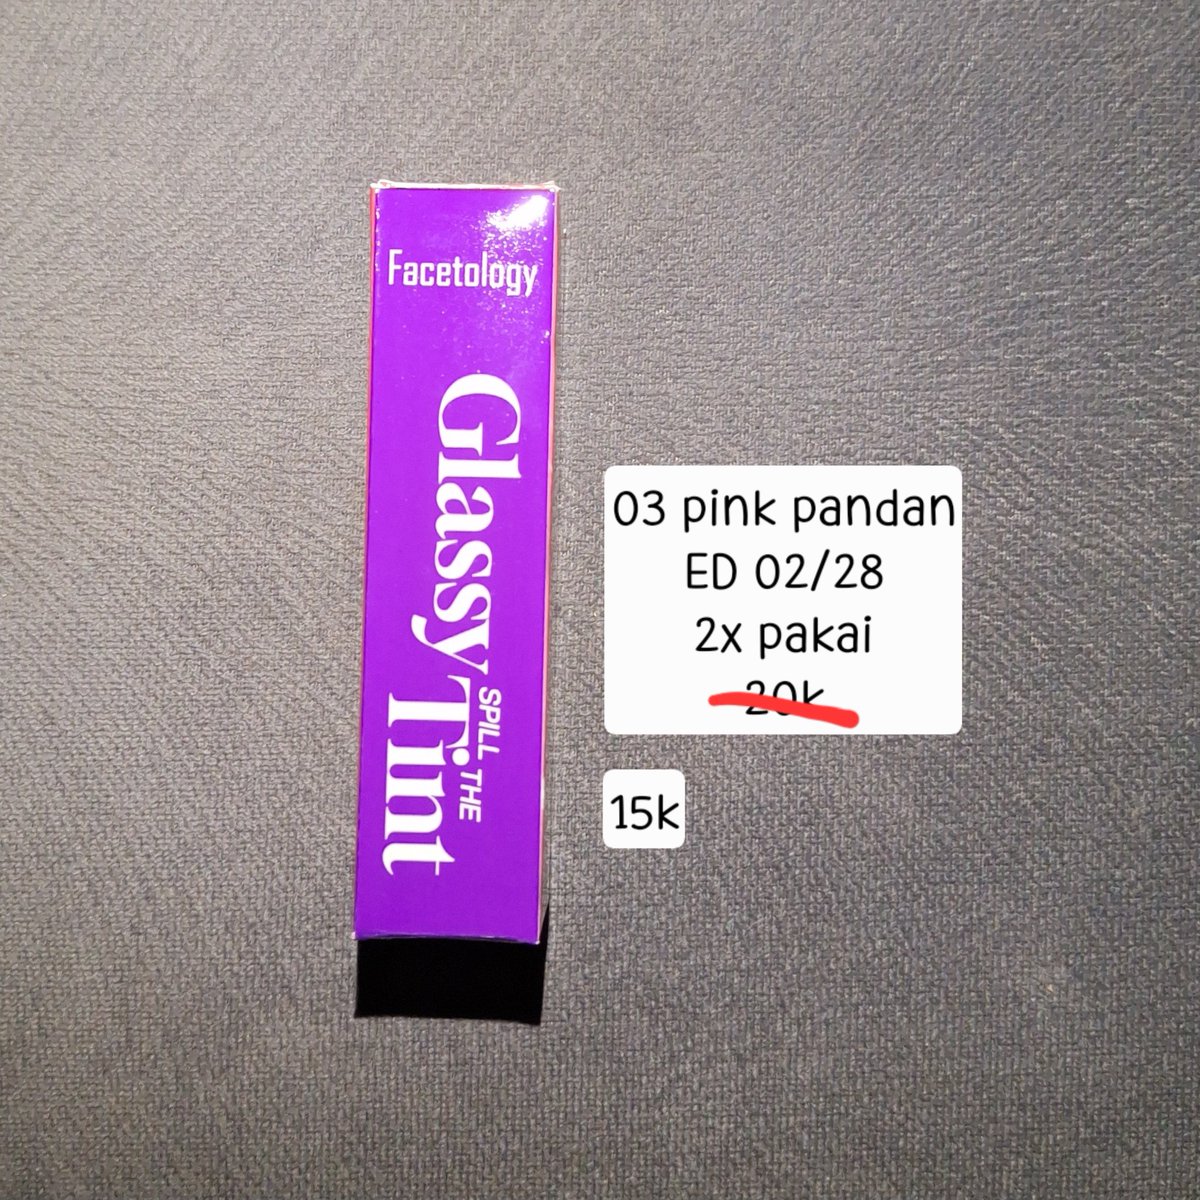 Facetology
Glassy
SPILL THE
Tint
03 pink pandan
ED 02/28
2x pakai
20k
15k